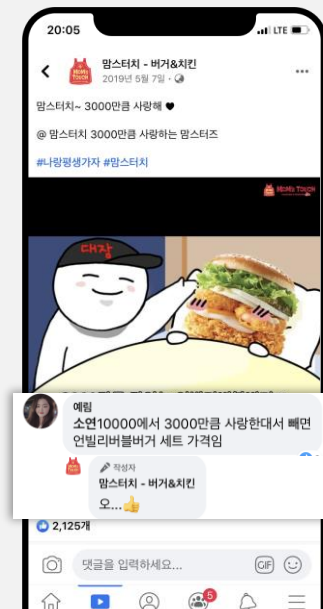 20:05
LTE
맘스터치 - 버거&치킨
2019년 5월 7일
맘스터치~ 3000만큼 사랑해 ♥
@ 맘스터치 3000만큼 사랑하는 맘스터즈
#나랑평생가자 #맘스터치
MOM'S TOUCH
대장
예림
소연10000에서 3000만큼 사랑한대서 빼면
언빌리버블버거 세트 가격임
작성자
맘스터치 - 버거&치킨
오...👍
2,125개
댓글을 입력하세요...
GIF
5